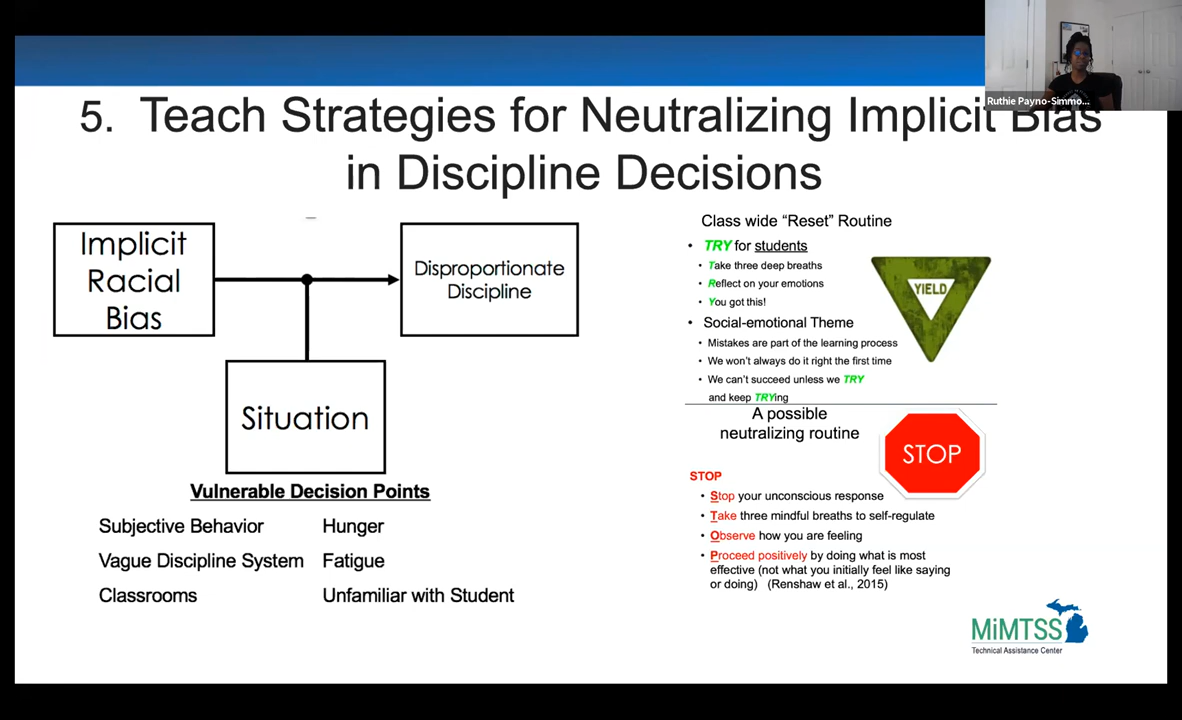 Ruthie Payno-Simmo...
5. Teach Strategies for Neutralizing Implicit Bias
in Discipline Decisions
Implicit
Racial
Bias
Disproportionate
Discipline
Situation
Vulnerable Decision Points
Subjective Behavior
Hunger
Vague Discipline System
Fatigue
Classrooms
Unfamiliar with Student
Class wide “Reset” Routine
• TRY for students
• Take three deep breaths
• Reflect on your emotions
• You got this!
YIELD
• Social-emotional Theme
• Mistakes are part of the learning process
• We won’t always do it right the first time
• We can’t succeed unless we TRY
and keep TRYing
A possible
neutralizing routine
STOP
STOP
• Stop your unconscious response
• Take three mindful breaths to self-regulate
• Observe how you are feeling
• Proceed positively by doing what is most
effective (not what you initially feel like saying
or doing) (Renshaw et al., 2015)
MiMTSS
Technical Assistance Center